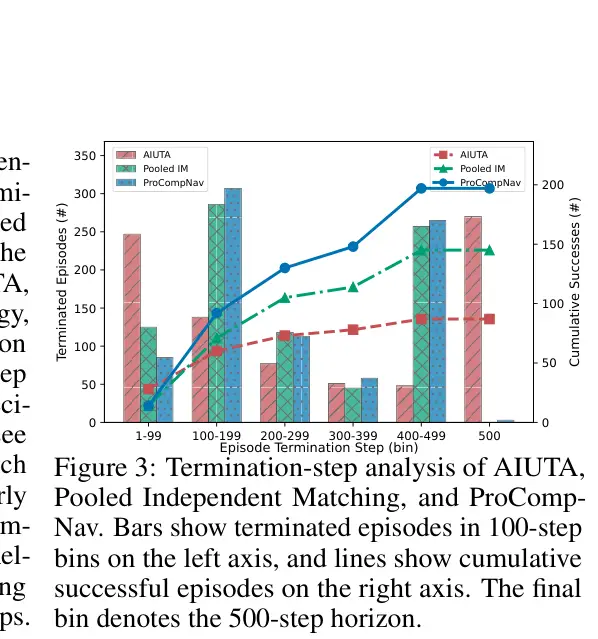 en-
mi-
ed
he
TA,
gy,
on
ep
ci-
see
ch
rly
m-
el-
ng
ps.
350
300
250
200
150
100
50
0
Terminated Episodes (#)
AIUTA
Pooled IM
ProCompNav
AIUTA
Pooled IM
ProCompNav
200
150
100
50
0
Cumulative Successes (#)
1-99 100-199 200-299 300-399 400-499 500
Episode Termination Step (bin)
Figure 3: Termination-step analysis of AIUTA,
Pooled Independent Matching, and ProComp-
Nav. Bars show terminated episodes in 100-step
bins on the left axis, and lines show cumulative
successful episodes on the right axis. The final
bin denotes the 500-step horizon.